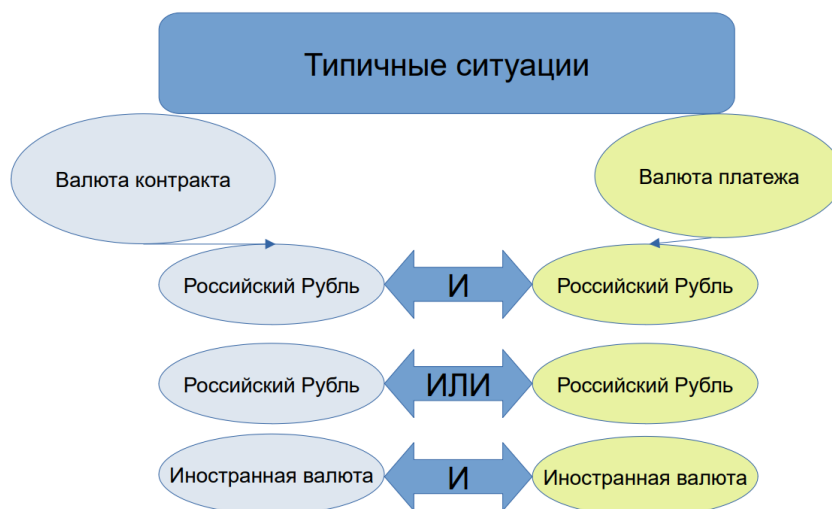 Типичные ситуации
Валюта контракта
Валюта платежа
Российский Рубль
И
Российский Рубль
Российский Рубль
ИЛИ
Российский Рубль
Иностранная валюта
И
Иностранная валюта